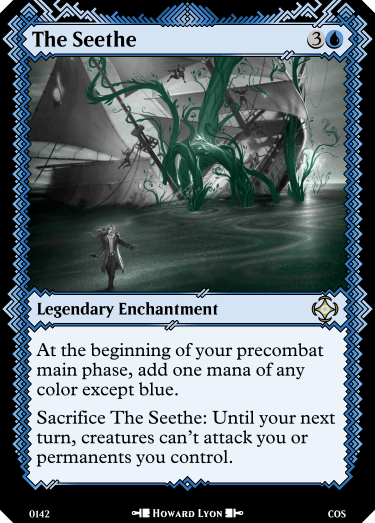 The Seethe 3
Legendary Enchantment
At the beginning of your precombat
main phase, add one mana of any
color except blue.
Sacrifice The Seethe: Until your next
turn, creatures can't attack you or
permanents you control.
0142 Howard Lyon COS